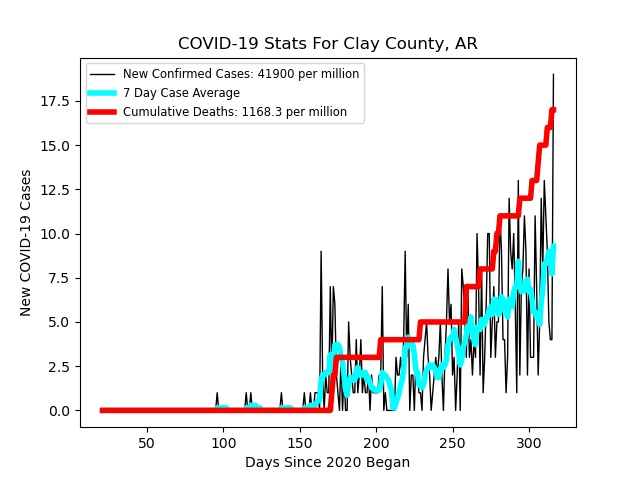 COVID-19 Stats For Clay County, AR
New Confirmed Cases: 41900 per million
7 Day Case Average
Cumulative Deaths: 1168.3 per million
New COVID-19 Cases
17.5
15.0
12.5
10.0
7.5
5.0
2.5
0.0
50 100 150 200 250 300
Days Since 2020 Began